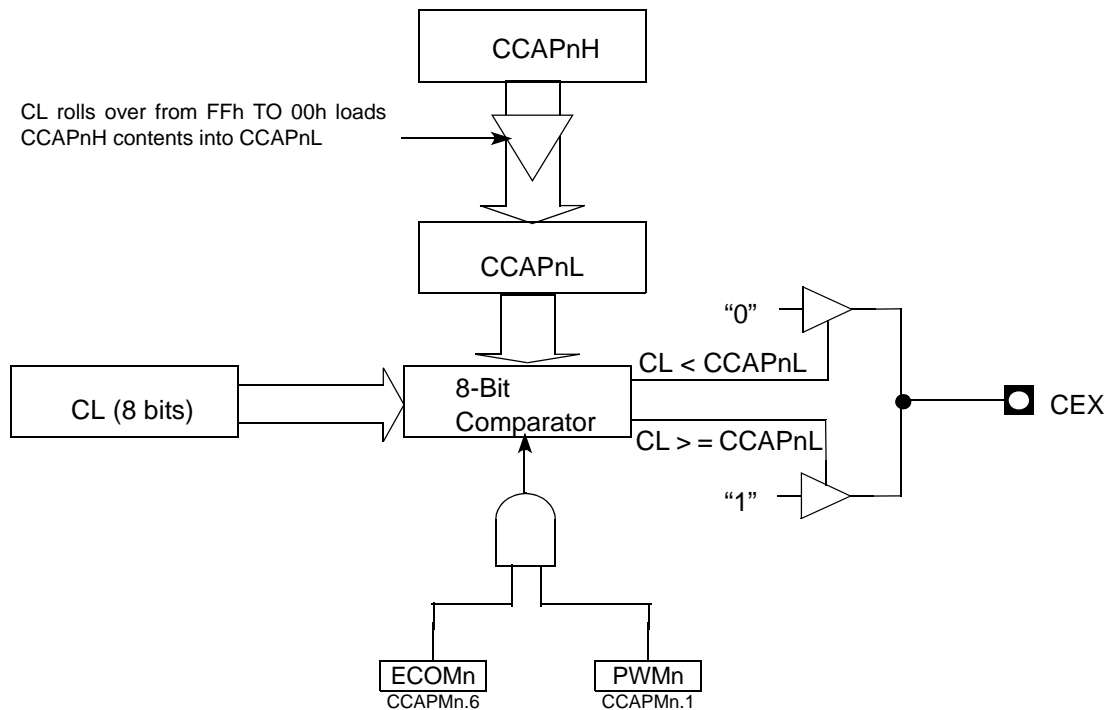 CCAPnH
CL rolls over from FFh TO 00h loads
CCAPnH contents into CCAPnL
CCAPnL
“0”
CL < CCAPnL
CL (8 bits)
8-Bit
Comparator
CEX
CL > = CCAPnL
“1”
ECOMn
CCAPMn.6
PWMn
CCAPMn.1